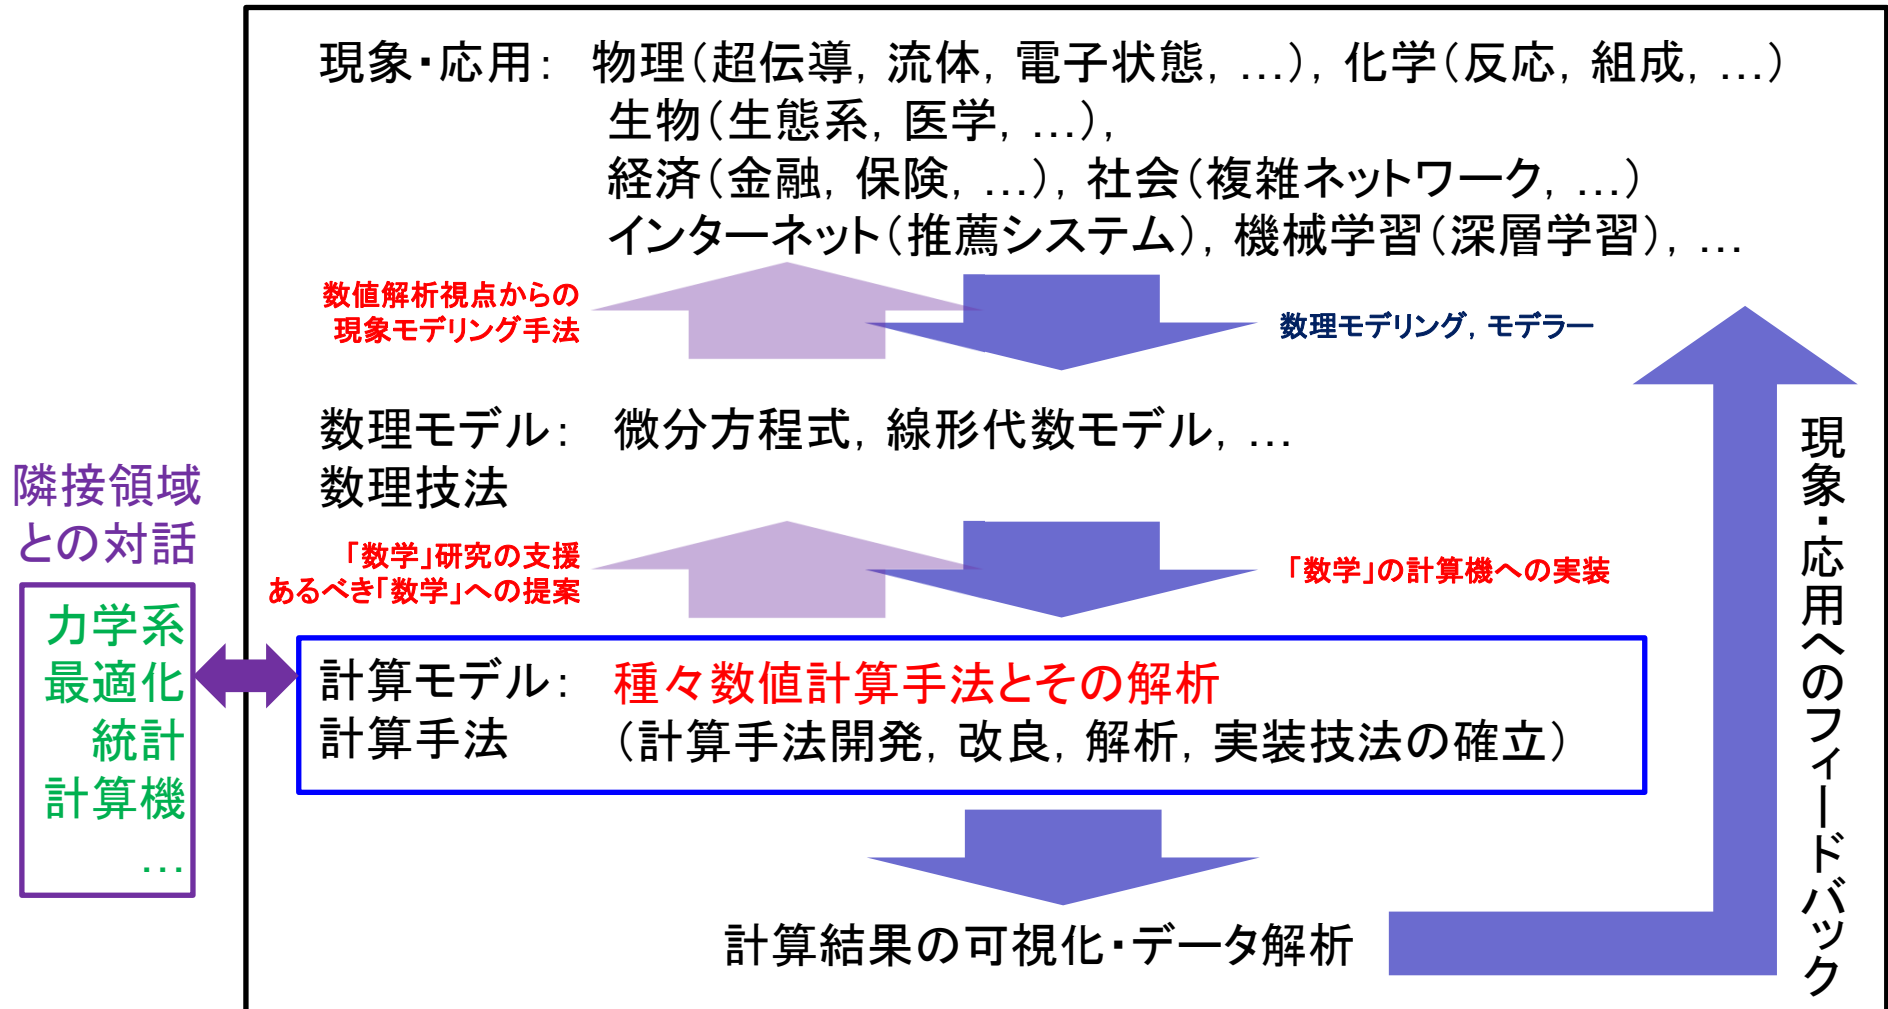 現象・応用: 物理(超伝導, 流体, 電子状態, …), 化学(反応, 組成, …)
生物(生態系, 医学, …),
経済(金融, 保険, …), 社会(複雑ネットワーク, …)
インターネット(推薦システム), 機械学習(深層学習), …
数値解析視点からの
現象モデリング手法
数理モデリング, モデラー
数理モデル: 微分方程式, 線形代数モデル, …
数理技法
「数学」研究の支援
あるべき「数学」への提案
「数学」の計算機への実装
隣接領域
との対話
力学系
最適化
統計
計算機
…
計算モデル: 種々数値計算手法とその解析
計算手法 (計算手法開発, 改良, 解析, 実装技法の確立)
計算結果の可視化・データ解析
現象・応用へのフィードバック